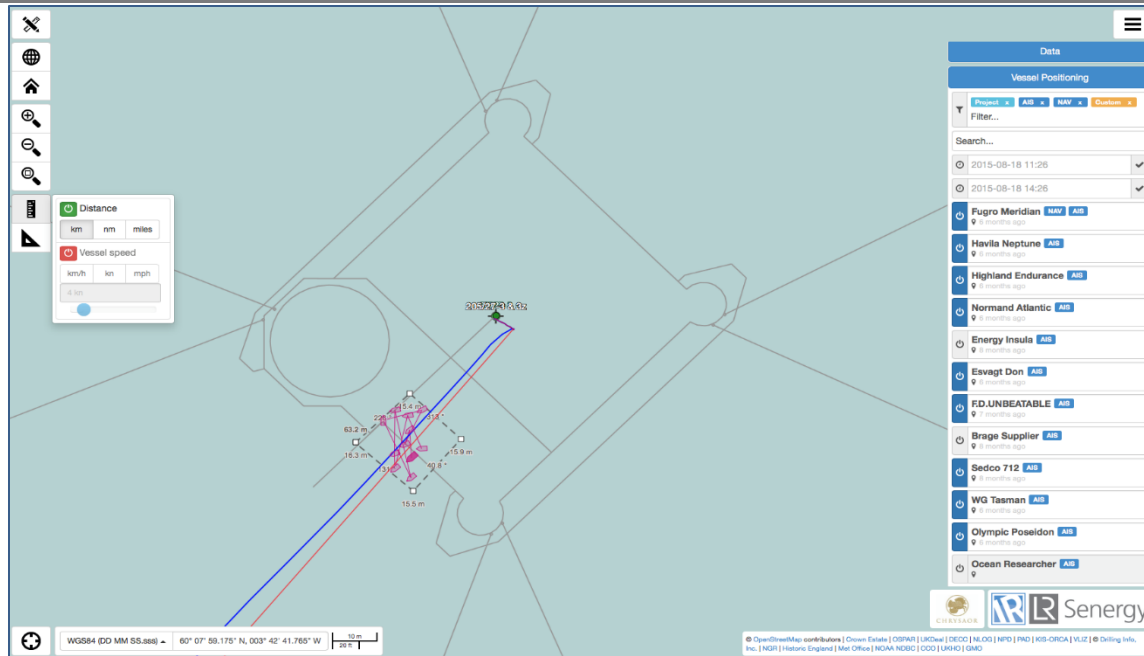 Data
Vessel Positioning
Project × AIS × NAV × Custom ×
Filter...
Search...
2015-08-18 11:26
2015-08-18 14:26
Fugro Meridian NAV AIS
8 months ago
Havila Neptune AIS
8 months ago
Highland Endurance AIS
8 months ago
Normand Atlantic AIS
8 months ago
Energy Insula AIS
8 months ago
Esvagt Don AIS
8 months ago
F.D.UNBEATABLE AIS
7 months ago
Brage Supplier AIS
8 months ago
Sedco 712 AIS
8 months ago
WG Tasman AIS
8 months ago
Olympic Poseidon AIS
8 months ago
Ocean Researcher AIS
Distance
km nm miles
Vessel speed
km/h kn mph
4 kn
15.4 m
63.2 m
16.3 m
15.9 m
40.8 °
15.5 m
CHRYSAOR
LR Senergy
WGS84 (DD MM SS.sss)
60° 07' 59.175" N, 003° 42' 41.765" W
10 m
20 ft
© OpenStreetMap contributors | Crown Estate | OSPAR | UKDeal | DECC | NLOG | NPD | PAD | KIS-ORCA | VLIZ | © Drilling Info,
Inc. | NGR | Historic England | Met Office | NOAA NDBC | CCO | UKHO | GMO